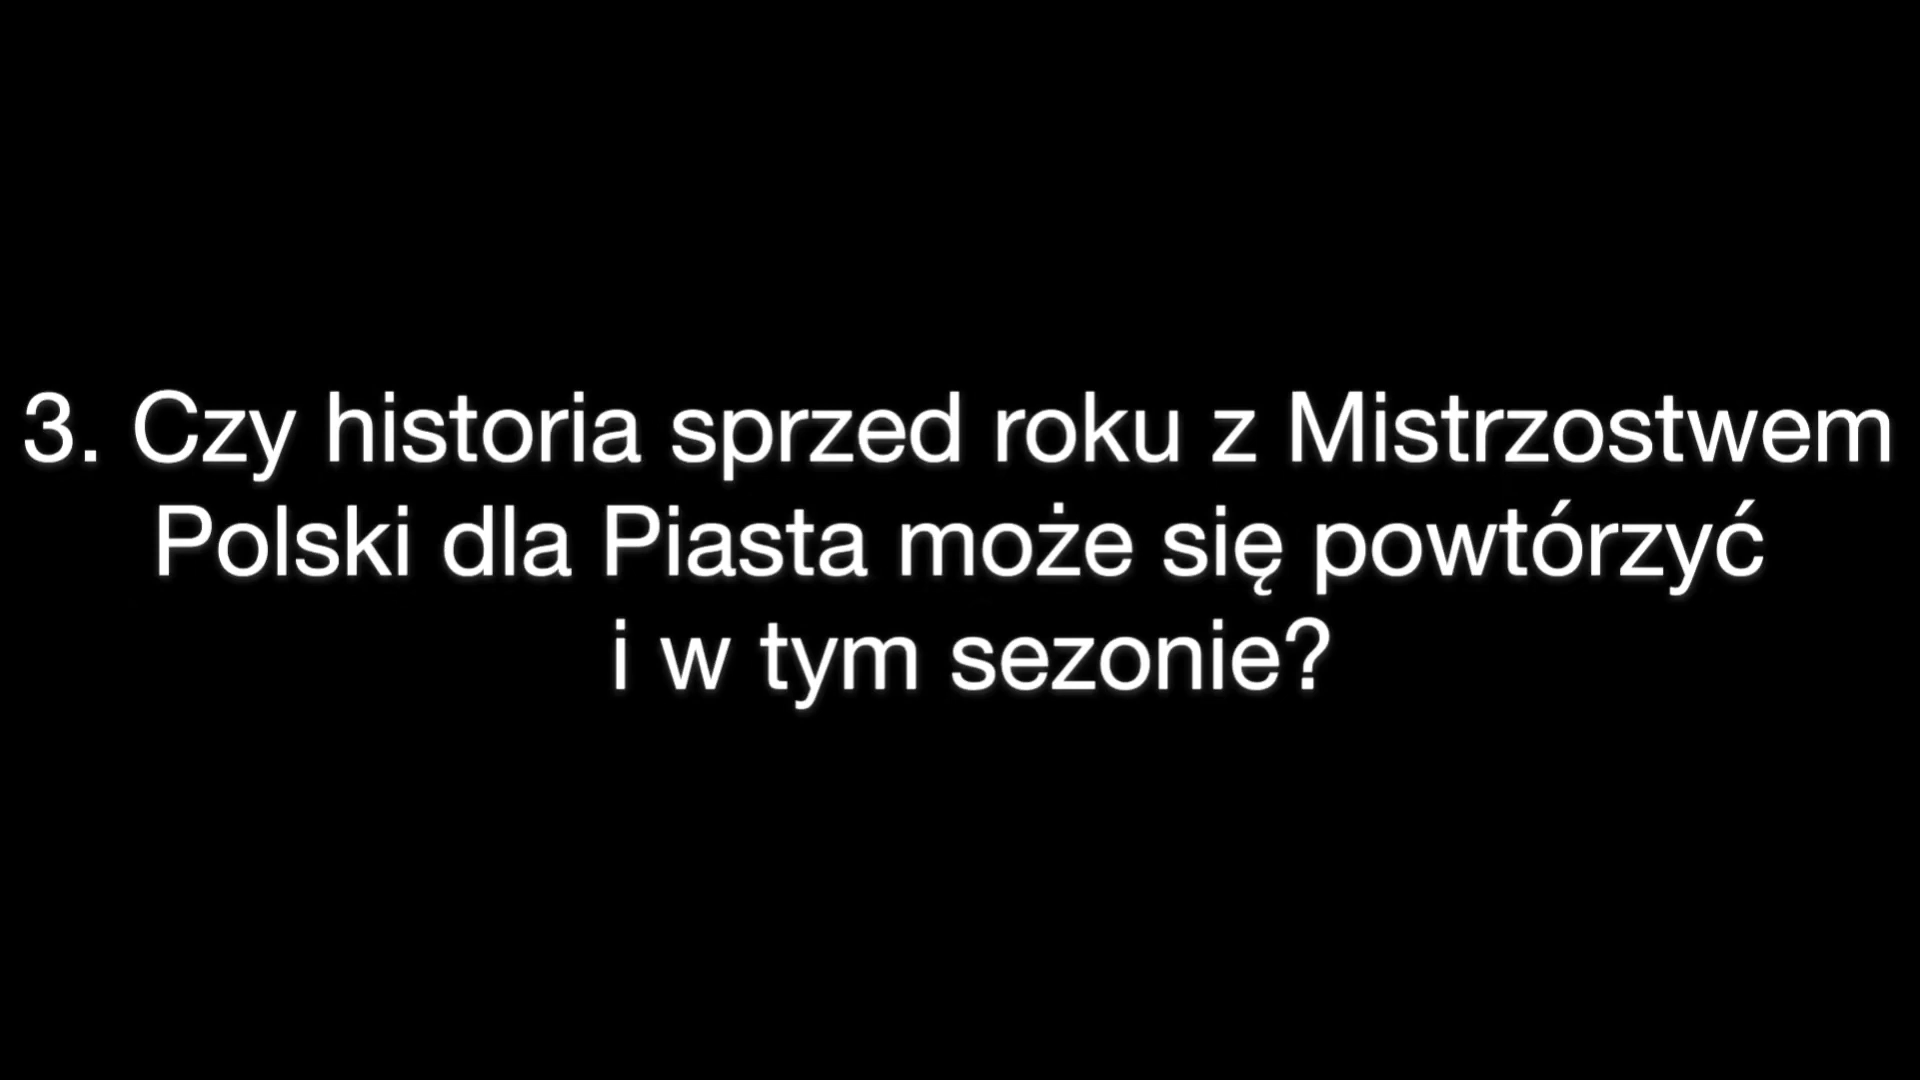 3. Czy historia sprzed roku z Mistrzostwem
Polski dla Piasta może się powtórzyć
i w tym sezonie?